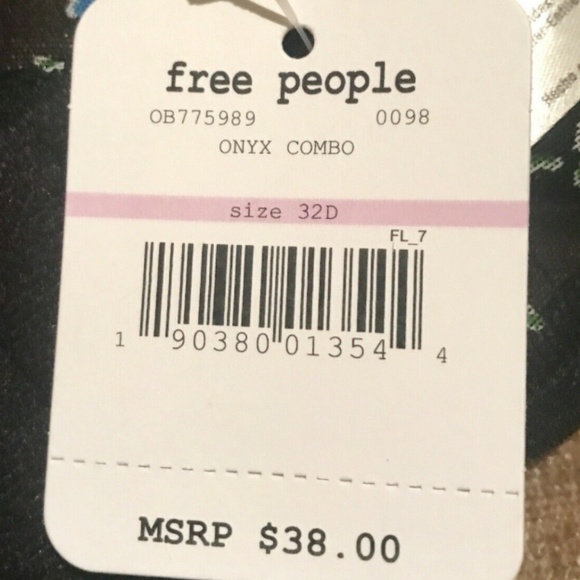 free people
OB775989 0098
ONYX COMBO
size 32D
FL_7
1 90380 01354 4
MSRP $38.00